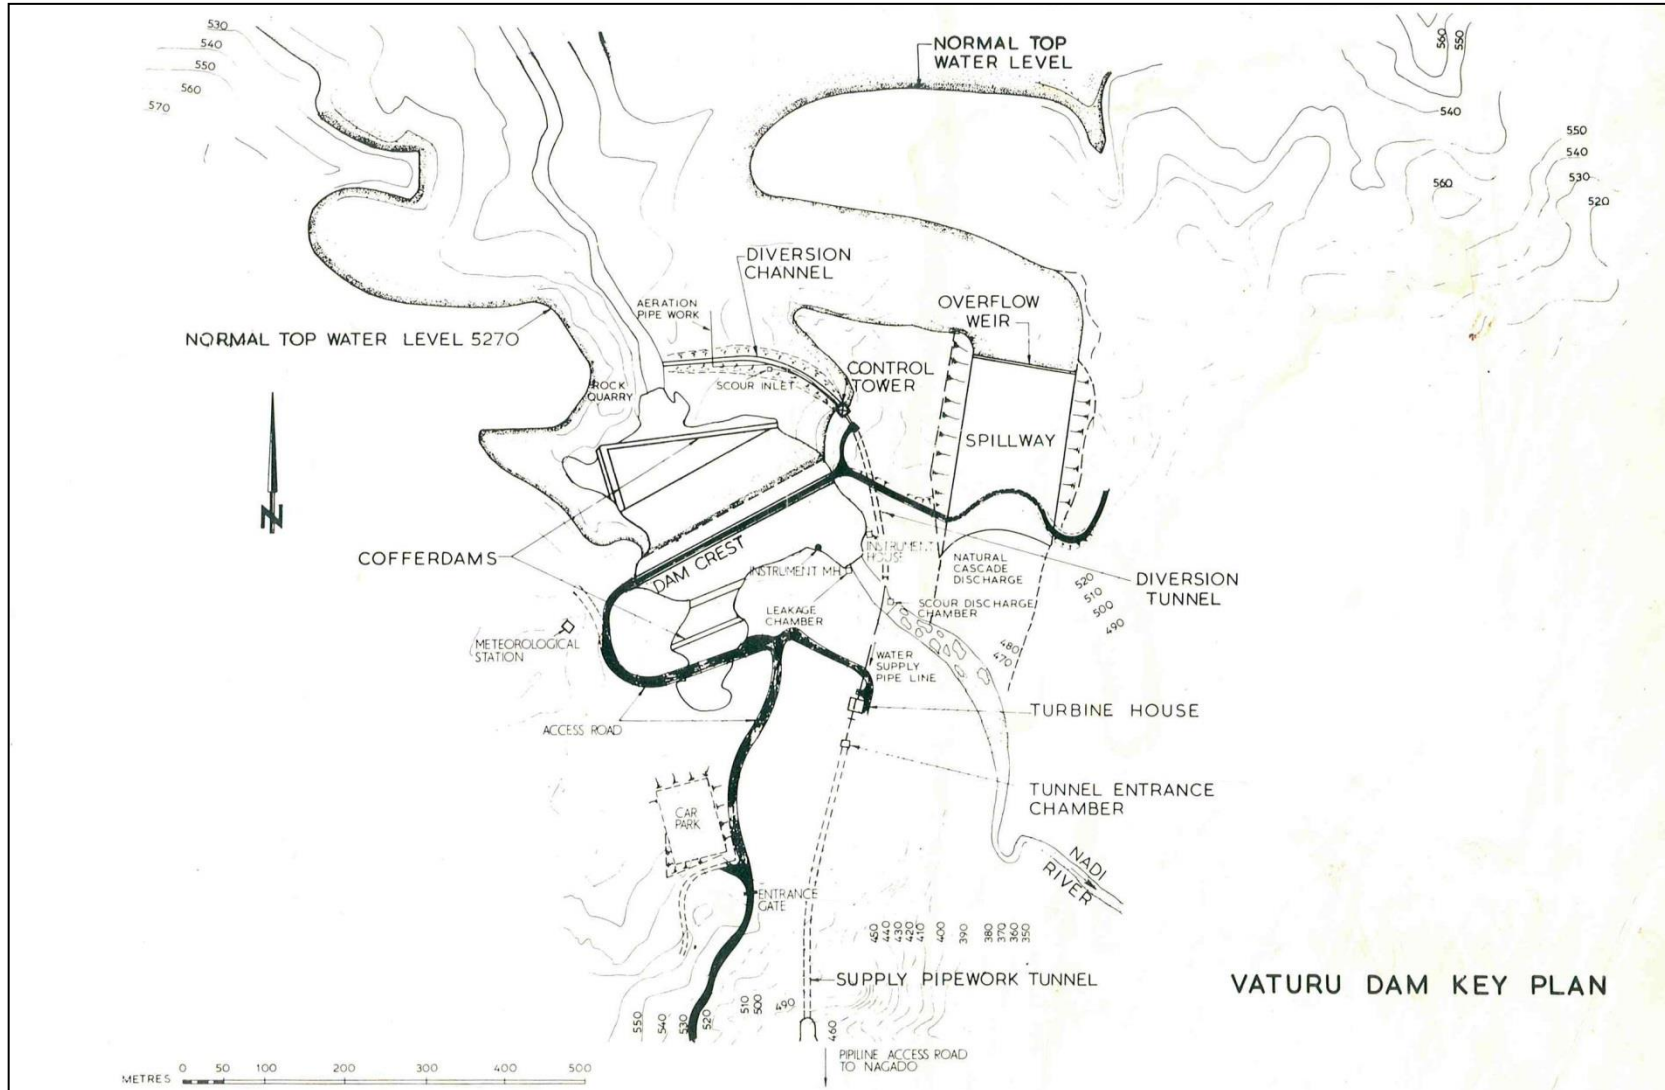 530
540
550
560
570
NORMAL TOP
WATER LEVEL
560
550
540
550
540
530
520
560
DIVERSION
CHANNEL
AERATION
PIPE WORK
OVERFLOW
WEIR
NORMAL TOP WATER LEVEL 5270
SCOUR INLET
CONTROL
TOWER
ROCK
QUARRY
SPILLWAY
N
COFFERDAMS
DAM CREST
INSTRUMENT MH
INSTRUMENT
HOUSE
NATURAL
CASCADE
DISCHARGE
DIVERSION
TUNNEL
520
510
500
490
480
470
LEAKAGE
CHAMBER
SCOUR DISCHARGE
CHAMBER
METEOROLOGICAL
STATION
WATER
SUPPLY
PIPE LINE
TURBINE HOUSE
ACCESS ROAD
TUNNEL ENTRANCE
CHAMBER
CAR
PARK
NADI
RIVER
ENTRANCE
GATE
450
440
430
420
410
400
390
380
370
360
350
SUPPLY PIPEWORK TUNNEL
VATURU DAM KEY PLAN
550
540
530
520
510
500
490
460
PIPILINE ACCESS ROAD
TO NAGADO
METRES 0 50 100 200 300 400 500